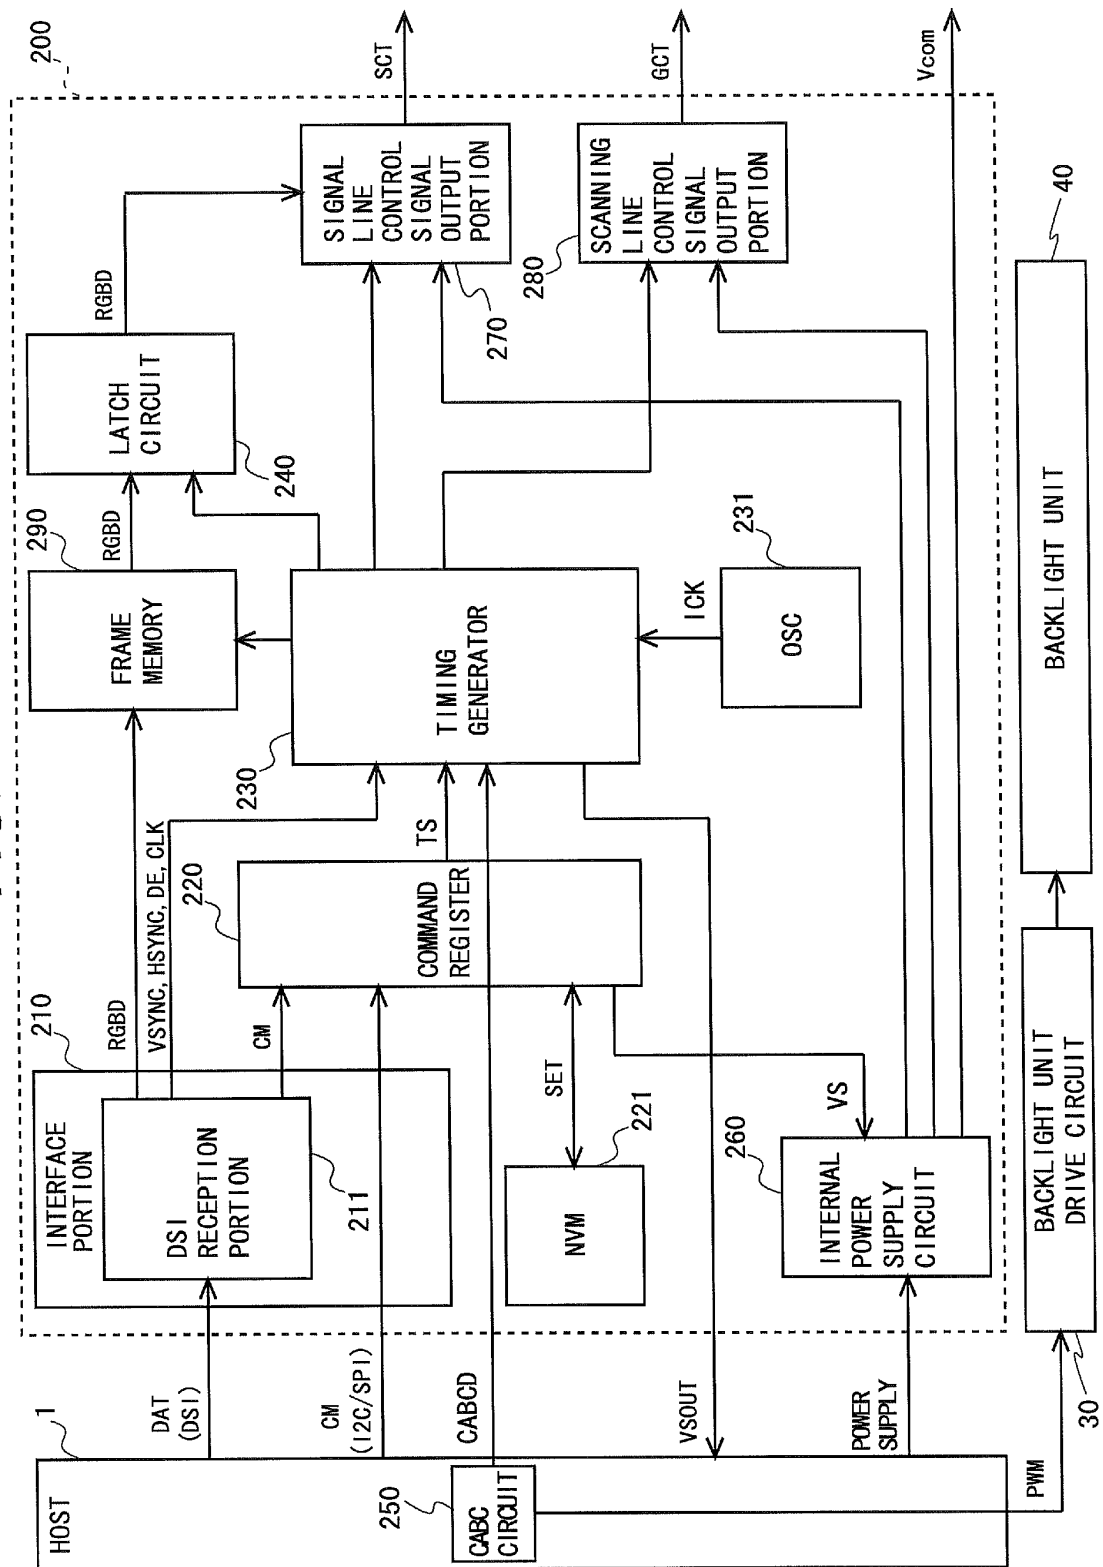 200
SCT
GCT
Vcom
SIGNAL
LINE
CONTROL
SIGNAL
OUTPUT
PORTION
270
SCANNING
LINE
CONTROL
SIGNAL
OUTPUT
PORTION
280
40
RGBD
LATCH
CIRCUIT
240
RGBD
290
FRAME
MEMORY
TIMING
GENERATOR
230
ICK
231
OSC
BACKLIGHT UNIT
RGBD
VSYNC, HSYNC, DE, CLK
CM
TS
220
COMMAND
REGISTER
210
INTERFACE
PORTION
DSI
RECEPTION
PORTION
211
SET
221
NVM
VS
260
INTERNAL
POWER
SUPPLY
CIRCUIT
BACKLIGHT UNIT
DRIVE CIRCUIT
30
1
HOST
DAT
(DSI)
CM
(I2C/SPI)
CABCD
VSOUT
POWER
SUPPLY
PWM
250
CABC
CIRCUIT